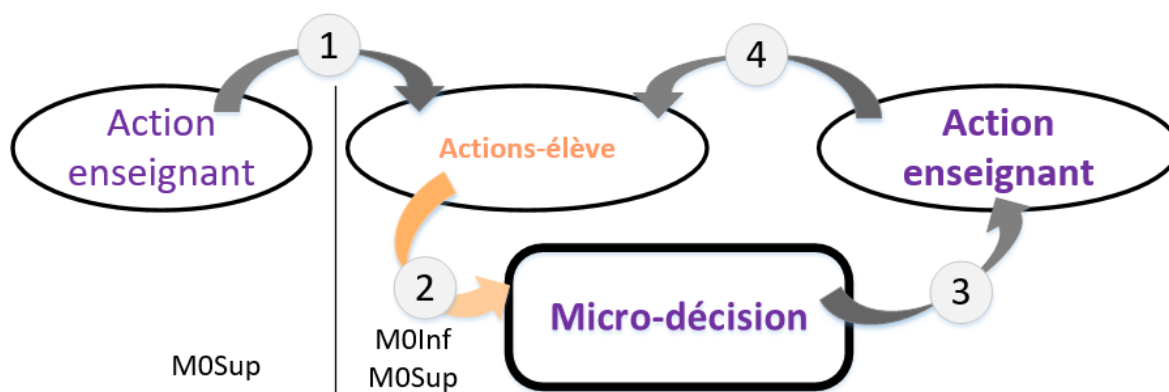 1
4
Action
enseignant
Actions-élève
Action
enseignant
2
3
Micro-décision
M0Inf
M0Sup
M0Sup